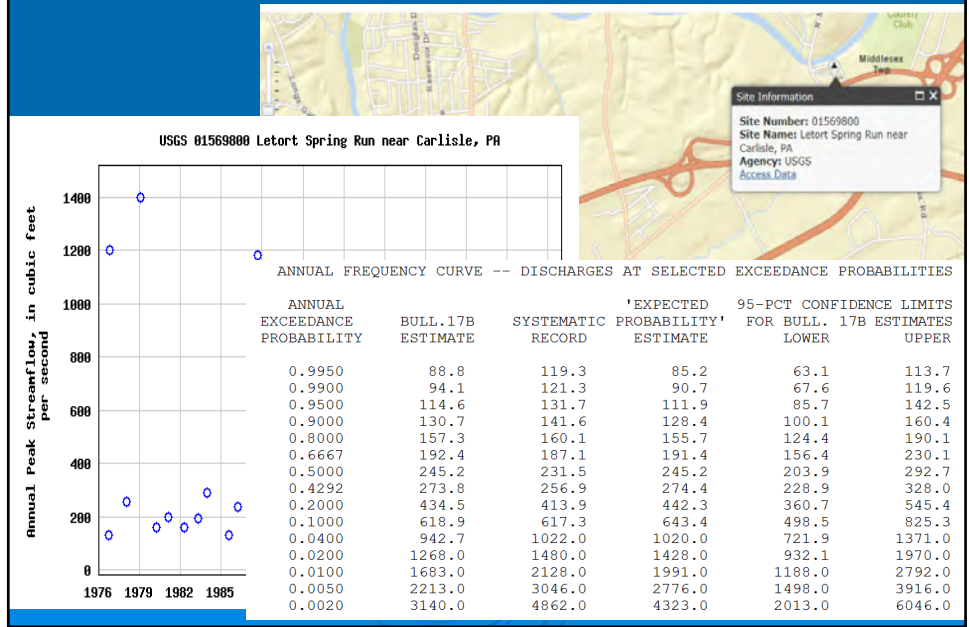 Country
Club
Douglas D
Reservoir Dr
Longs G
N M
Middlesex
Twp
Site Information
Site Number: 01569800
Site Name: Letort Spring Run near
Carlisle, PA
Agency: USGS
Access Data
x Rd
USGS 01569800 Letort Spring Run near Carlisle, PA
Annual Peak Streamflow, in cubic feet
per second
1400
1200
1000
800
600
400
200
0
1976 1979 1982 1985
ANNUAL FREQUENCY CURVE -- DISCHARGES AT SELECTED EXCEEDANCE PROBABILITIES
ANNUAL 'EXPECTED 95-PCT CONFIDENCE LIMITS
EXCEEDANCE BULL.17B SYSTEMATIC PROBABILITY' FOR BULL. 17B ESTIMATES
PROBABILITY ESTIMATE RECORD ESTIMATE LOWER UPPER
0.9950 88.8 119.3 85.2 63.1 113.7
0.9900 94.1 121.3 90.7 67.6 119.6
0.9500 114.6 131.7 111.9 85.7 142.5
0.9000 130.7 141.6 128.4 100.1 160.4
0.8000 157.3 160.1 155.7 124.4 190.1
0.6667 192.4 187.1 191.4 156.4 230.1
0.5000 245.2 231.5 245.2 203.9 292.7
0.4292 273.8 256.9 274.4 228.9 328.0
0.2000 434.5 413.9 442.3 360.7 545.4
0.1000 618.9 617.3 643.4 498.5 825.3
0.0400 942.7 1022.0 1020.0 721.9 1371.0
0.0200 1268.0 1480.0 1428.0 932.1 1970.0
0.0100 1683.0 2128.0 1991.0 1188.0 2792.0
0.0050 2213.0 3046.0 2776.0 1498.0 3916.0
0.0020 3140.0 4862.0 4323.0 2013.0 6046.0